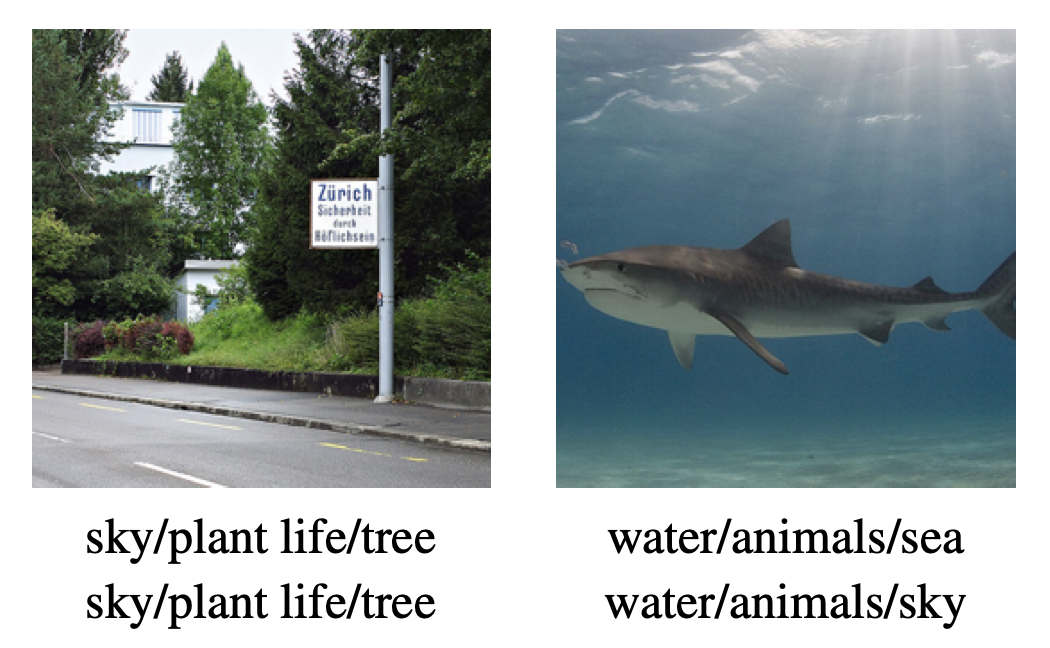 Zürich
Sicherheit
durch
Höflichsein
sky/plant life/tree
water/animals/sea
sky/plant life/tree
water/animals/sky